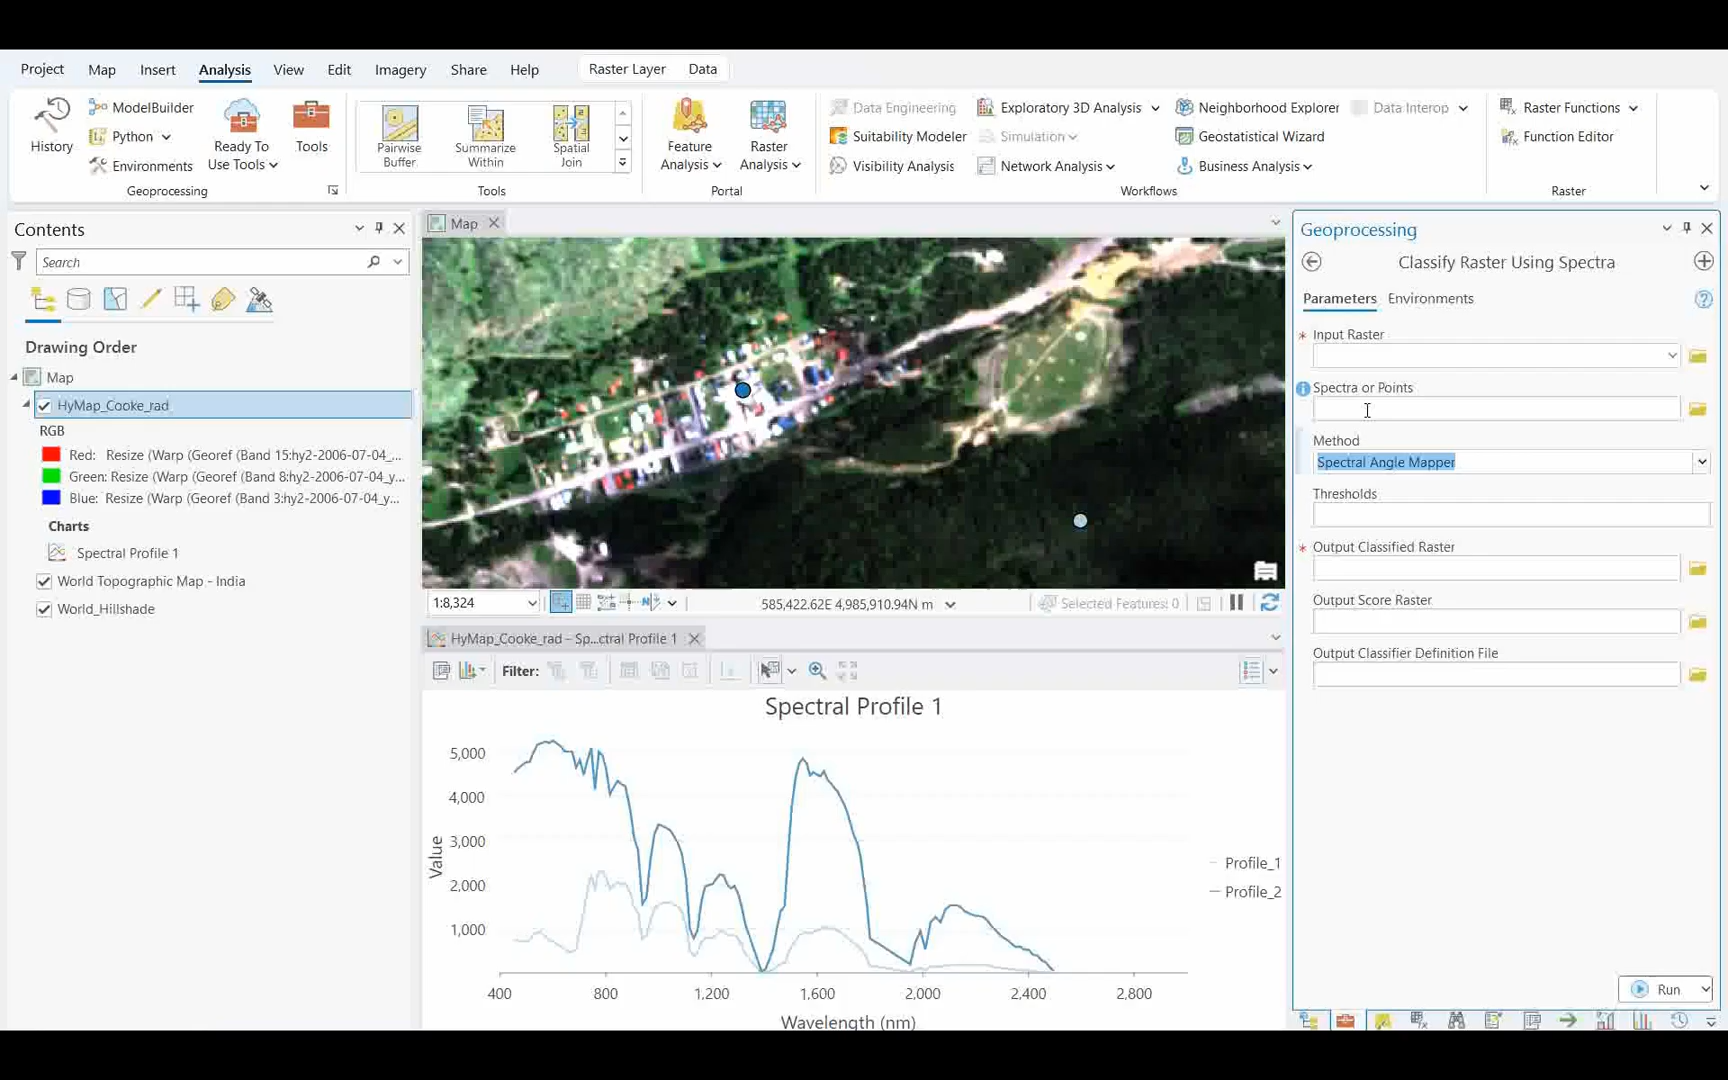 Project
Map
Insert
Analysis
View
Edit
Imagery
Share
Help
Raster Layer
Data
History
ModelBuilder
Python
Environments
Ready To
Use Tools
Tools
Geoprocessing
Pairwise
Buffer
Summarize
Within
Spatial
Join
Tools
Feature
Analysis
Raster
Analysis
Portal
Data Engineering
Suitability Modeler
Visibility Analysis
Exploratory 3D Analysis
Simulation
Network Analysis
Neighborhood Explorer
Geostatistical Wizard
Business Analysis
Data Interop
Workflows
Raster Functions
Function Editor
Raster
Contents
Search
Drawing Order
Map
HyMap_Cooke_rad
RGB
Red: Resize (Warp (Georef (Band 15:hy2-2006-07-04_...
Green: Resize (Warp (Georef (Band 8:hy2-2006-07-04_y...
Blue: Resize (Warp (Georef (Band 3:hy2-2006-07-04_y...
Charts
Spectral Profile 1
World Topographic Map - India
World_Hillshade
Map
1:8,324
585,422.62E 4,985,910.94N m
Selected Features: 0
HyMap_Cooke_rad - Sp...ctral Profile 1
Filter:
Spectral Profile 1
Value
5,000
4,000
3,000
2,000
1,000
400
800
1,200
1,600
2,000
2,400
2,800
Wavelength (nm)
Profile_1
Profile_2
Geoprocessing
Classify Raster Using Spectra
Parameters
Environments
* Input Raster
Spectra or Points
Method
Spectral Angle Mapper
Thresholds
* Output Classified Raster
Output Score Raster
Output Classifier Definition File
Run